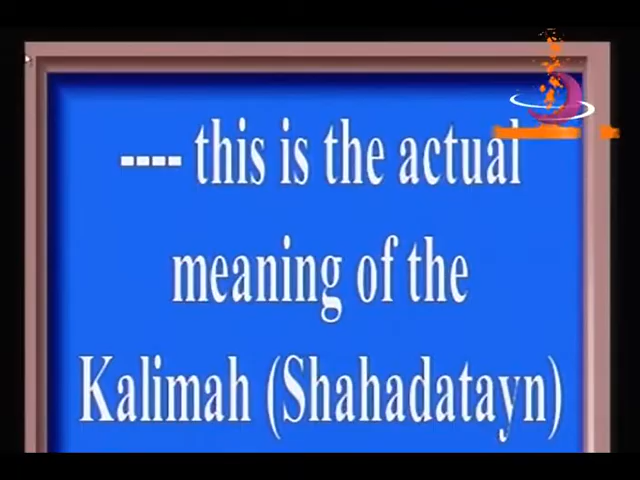 ---- this is the actual
meaning of the
Kalimah (Shahadatayn)